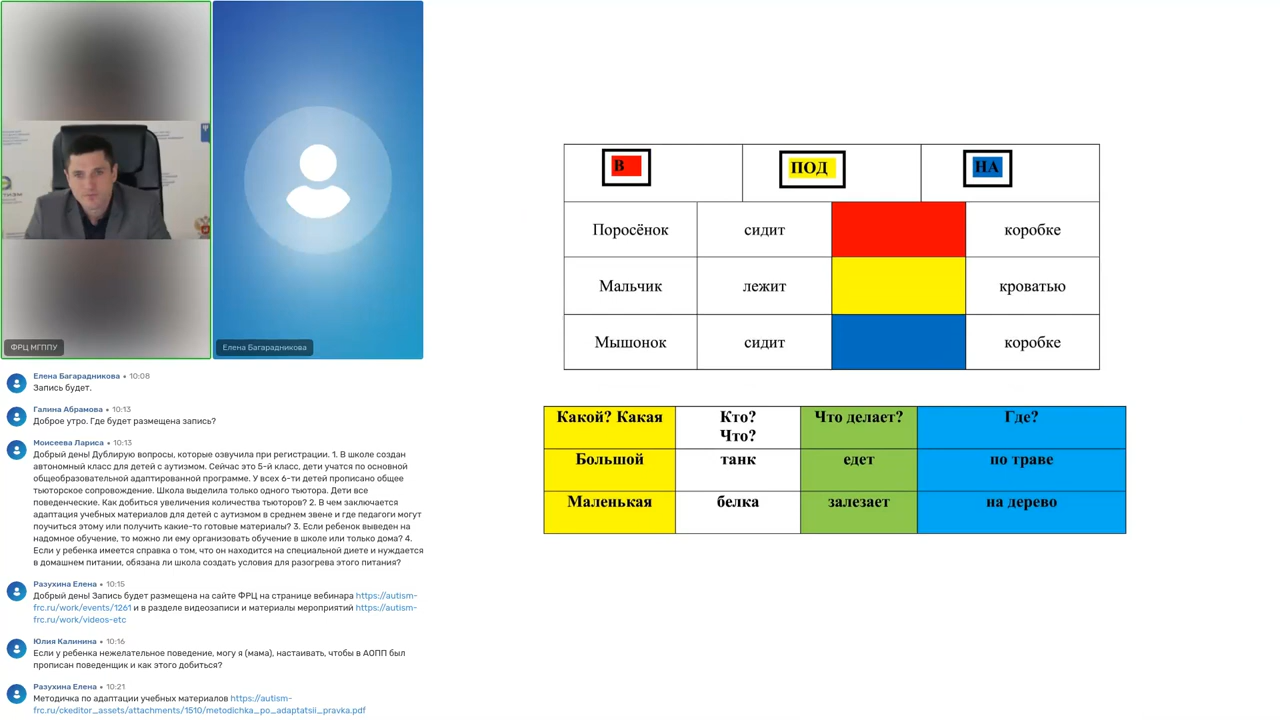 ФРЦ МГППУ
Елена Багарадникова
Елена Багарадникова • 10:08
Запись будет.
Галина Абрамова • 10:13
Доброе утро. Где будет размещена запись?
Моисеева Лариса • 10:13
Добрый день! Дублирую вопросы, которые озвучила при регистрации. 1. В школе создан
автономный класс для детей с аутизмом. Сейчас это 5-й класс, дети учатся по основной
общеобразовательной адаптированной программе. У всех 6-ти детей прописано общее
тьюторское сопровождение. Школа выделила только одного тьютора. Дети все
поведенческие. Как добиться увеличения количества тьюторов? 2. В чем заключается
адаптация учебных материалов для детей с аутизмом в среднем звене и где педагоги могут
поучиться этому или получить какие-то готовые материалы? 3. Если ребенок выведен на
надомное обучение, то можно ли ему организовать обучение в школе или только дома? 4.
Если у ребенка имеется справка о том, что он находится на специальной диете и нуждается
в домашнем питании, обязана ли школа создать условия для разогрева этого питания?
Разухина Елена • 10:15
Добрый день! Запись будет размещена на сайте ФРЦ на странице вебинара https://autism-
frc.ru/work/events/1261 и в разделе видеозаписи и материалы мероприятий https://autism-
frc.ru/work/videos-etc
Юлия Калинина • 10:16
Если у ребенка нежелательное поведение, могу я (мама), настаивать, чтобы в АОПП был
прописан поведенщик и как этого добиться?
Разухина Елена • 10:21
Методичка по адаптации учебных материалов https://autism-
frc.ru/ckeditor_assets/attachments/1510/metodichka_po_adaptatsii_pravka.pdf
В ПОД НА
Поросёнок сидит коробке
Мальчик лежит кроватью
Мышонок сидит коробке
Какой? Какая Кто? Что делает? Где?
Что?
Большой танк едет по траве
Маленькая белка залезает на дерево